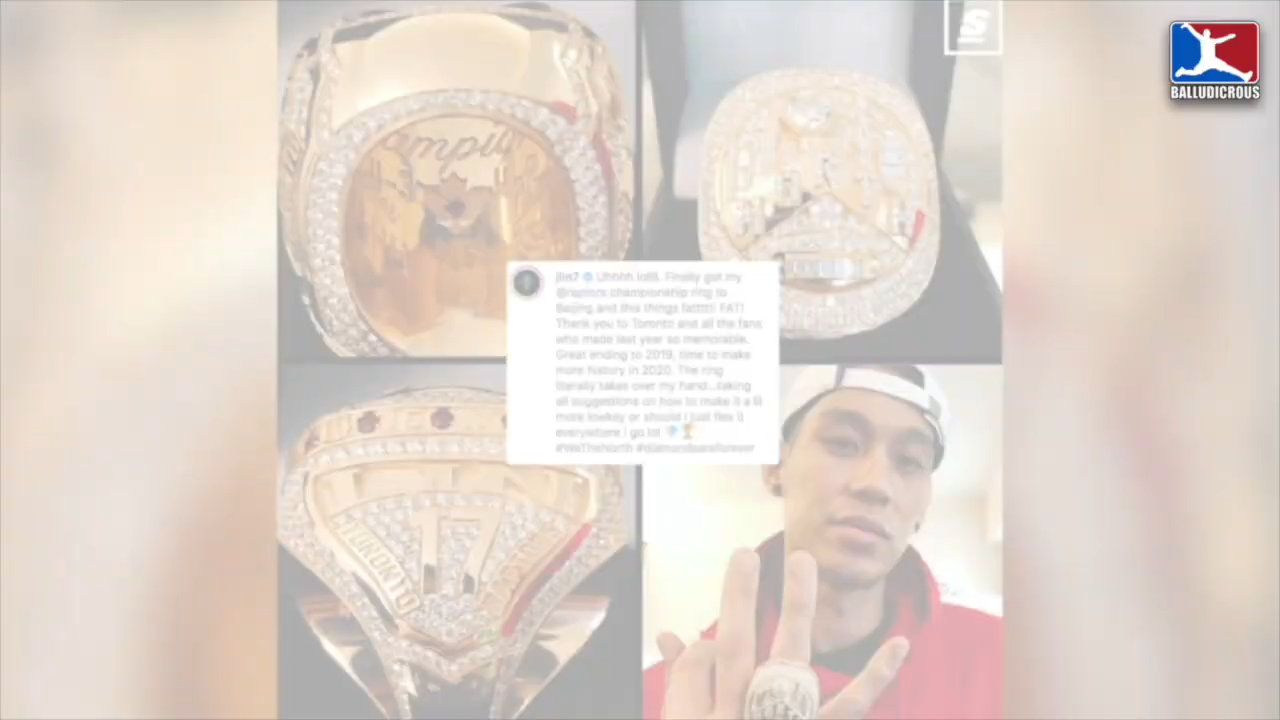 S
BALLUDICROUS
jlin7 Uhhhh lolll. Finally got my
@raptors championship ring to
Beijing and this things fatttttt FAT!
Thank you to Toronto and all the fans
who made last year so memorable.
Great ending to 2019, time to make
more history in 2020. The ring
literally takes over my hand...taking
all suggestions on how to make it a lil
more lowkey or should I just flex it
everywhere i go lol 💎🏆
#WeTheNorth #diamondsareforever
17
TORONTO